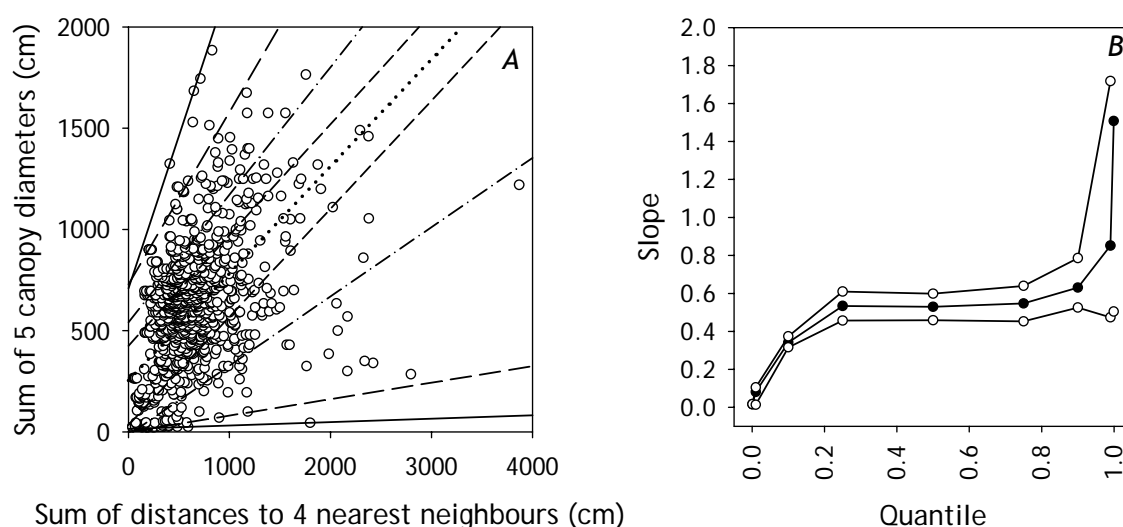 A
Sum of 5 canopy diameters (cm)
2000
1500
1000
500
0
0 1000 2000 3000 4000
Sum of distances to 4 nearest neighbours (cm)
B
Slope
2.0
1.8
1.6
1.4
1.2
1.0
0.8
0.6
0.4
0.2
0.0
0.0 0.2 0.4 0.6 0.8 1.0
Quantile